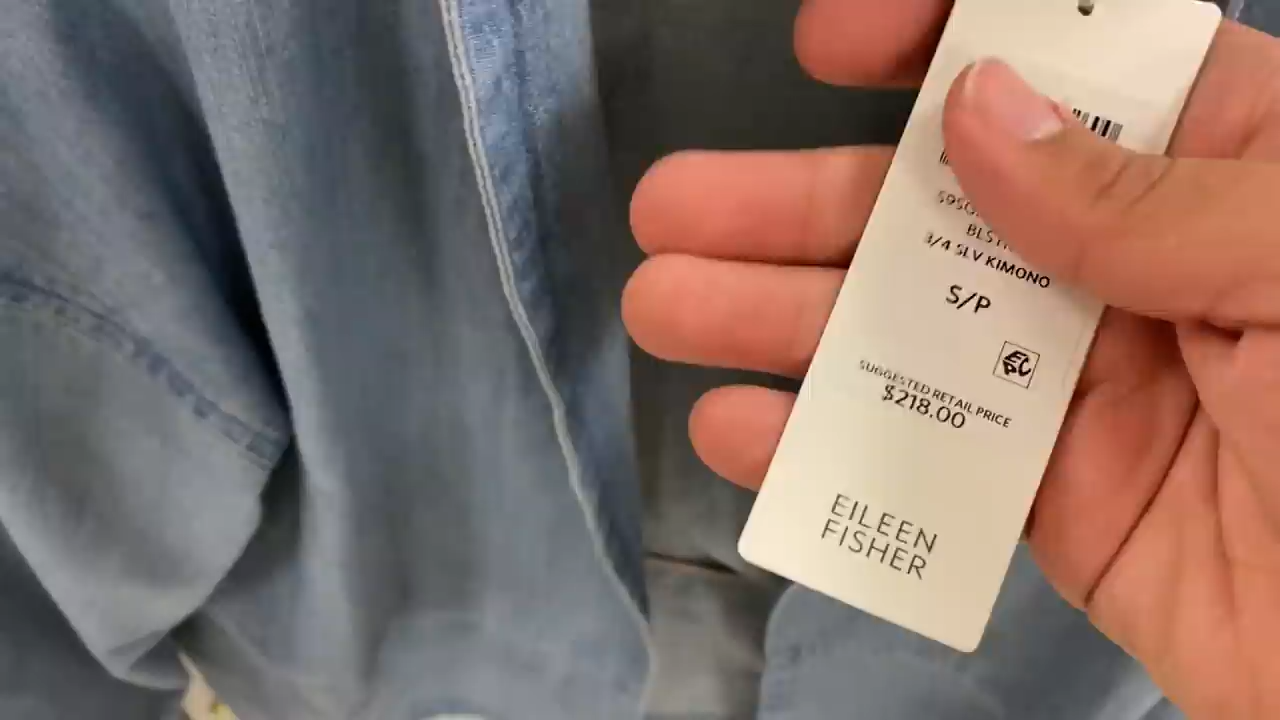 3/4 SLV KIMONO
S/P
SUGGESTED RETAIL PRICE
$218.00
EILEEN
FISHER